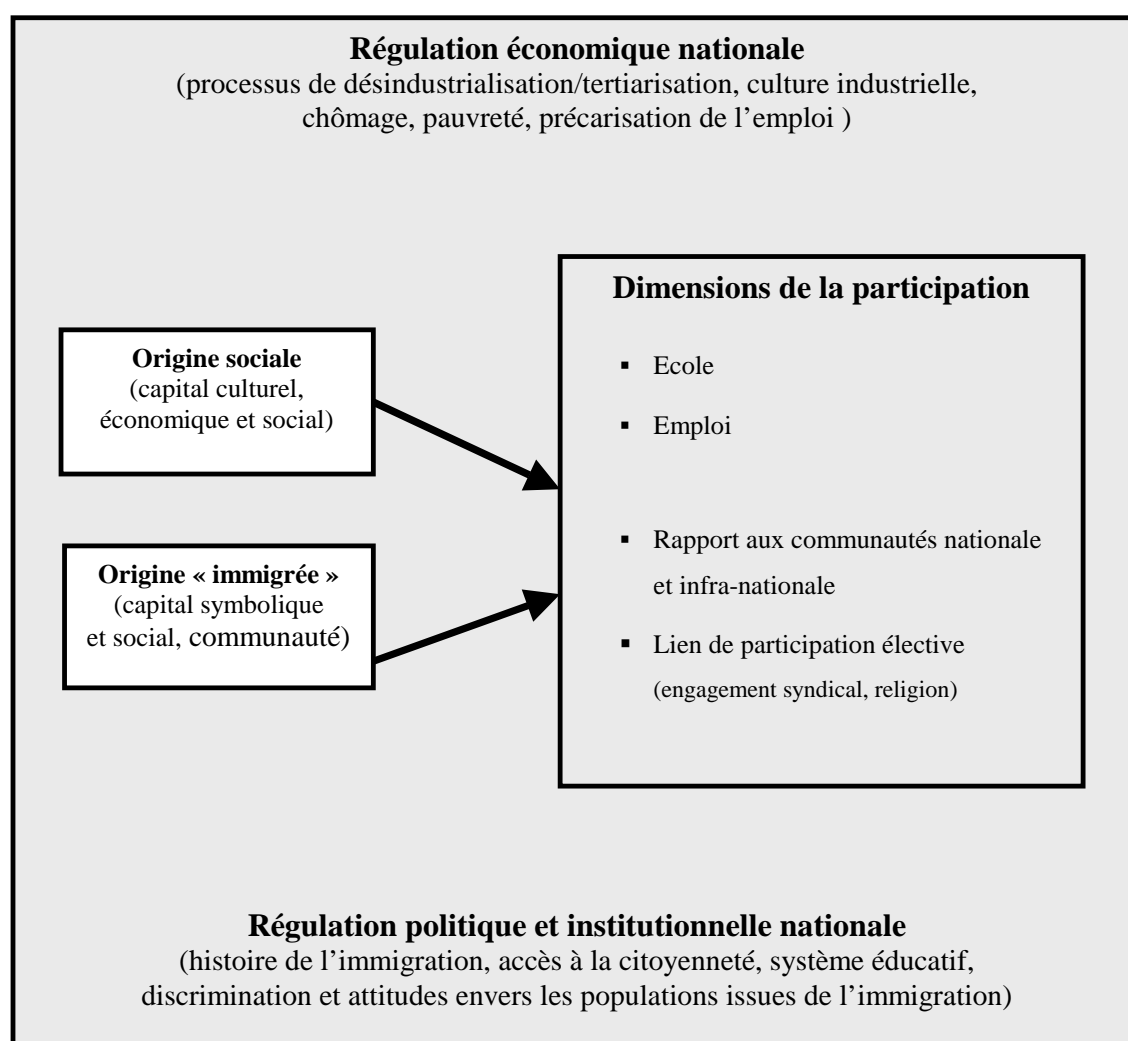 Régulation économique nationale
(processus de désindustrialisation/tertiarisation, culture industrielle,
chômage, pauvreté, précarisation de l’emploi )
Dimensions de la participation
Origine sociale
(capital culturel,
économique et social)
▪ Ecole
▪ Emploi
Origine « immigrée »
(capital symbolique
et social, communauté)
▪ Rapport aux communautés nationale
et infra-nationale
▪ Lien de participation élective
(engagement syndical, religion)
Régulation politique et institutionnelle nationale
(histoire de l’immigration, accès à la citoyenneté, système éducatif,
discrimination et attitudes envers les populations issues de l’immigration)